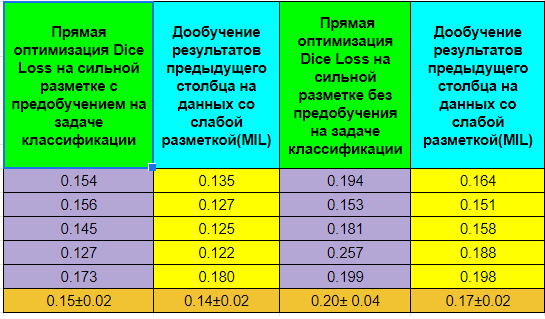 Прямая
оптимизация Dice
Loss на сильной
разметке с
предобучением на
задаче
классификации
Дообучение
результатов
предыдущего
столбца на
данных со
слабой
разметкой(MIL)
Прямая
оптимизация
Dice Loss на
сильной
разметке без
предобучения
на задаче
классификации
Дообучение
результатов
предыдущего
столбца на
данных со
слабой
разметкой(MIL)
0.154 0.135 0.194 0.164
0.156 0.127 0.153 0.151
0.145 0.125 0.181 0.158
0.127 0.122 0.257 0.188
0.173 0.180 0.199 0.198
0.15±0.02 0.14±0.02 0.20± 0.04 0.17±0.02